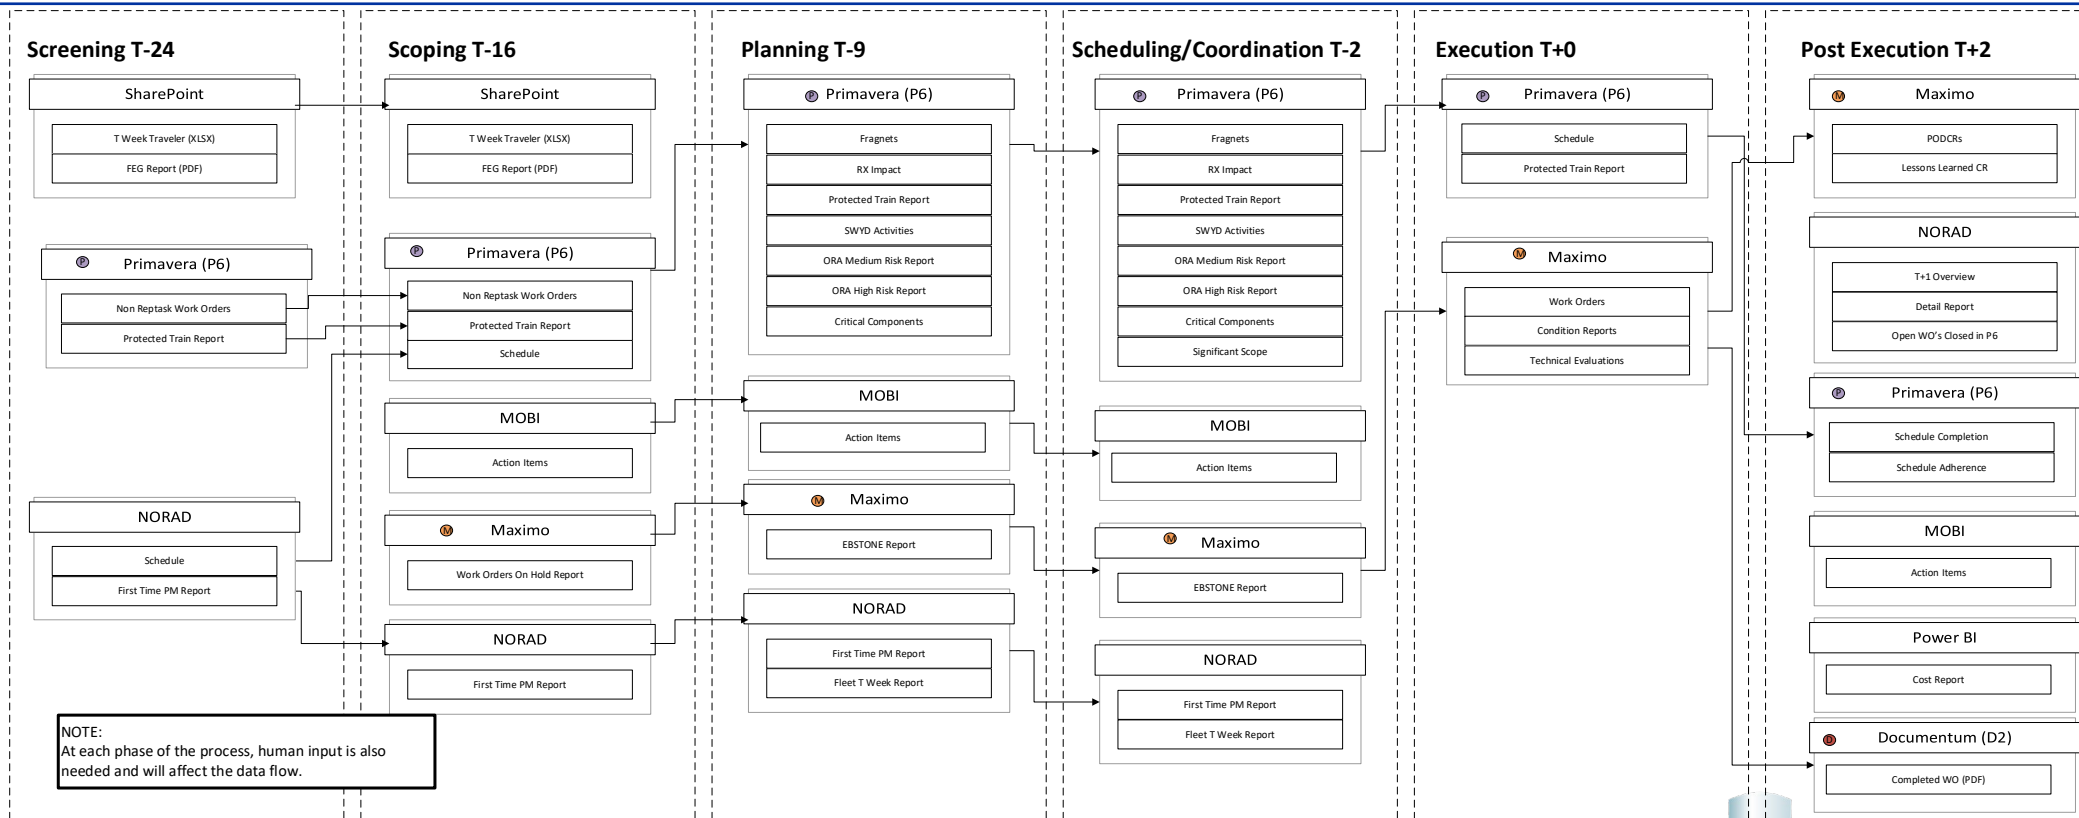 Screening T-24
SharePoint
T Week Traveler (XLSX)
FEG Report (PDF)
P
Primavera (P6)
Non Reptask Work Orders
Protected Train Report
NORAD
Schedule
First Time PM Report
Scoping T-16
SharePoint
T Week Traveler (XLSX)
FEG Report (PDF)
P
Primavera (P6)
Non Reptask Work Orders
Protected Train Report
Schedule
MOBI
Action Items
M
Maximo
Work Orders On Hold Report
NORAD
First Time PM Report
NOTE:
At each phase of the process, human input is also
needed and will affect the data flow.
Planning T-9
P
Primavera (P6)
Fragnets
RX Impact
Protected Train Report
SWYD Activities
ORA Medium Risk Report
ORA High Risk Report
Critical Components
MOBI
Action Items
M
Maximo
EBSTONE Report
NORAD
First Time PM Report
Fleet T Week Report
Scheduling/Coordination T-2
P
Primavera (P6)
Fragnets
RX Impact
Protected Train Report
SWYD Activities
ORA Medium Risk Report
ORA High Risk Report
Critical Components
Significant Scope
MOBI
Action Items
M
Maximo
EBSTONE Report
NORAD
First Time PM Report
Fleet T Week Report
Execution T+0
P
Primavera (P6)
Schedule
Protected Train Report
M
Maximo
Work Orders
Condition Reports
Technical Evaluations
Post Execution T+2
M
Maximo
PODCRs
Lessons Learned CR
NORAD
T+1 Overview
Detail Report
Open WO's Closed in P6
P
Primavera (P6)
Schedule Completion
Schedule Adherence
MOBI
Action Items
Power BI
Cost Report
D
Documentum (D2)
Completed WO (PDF)